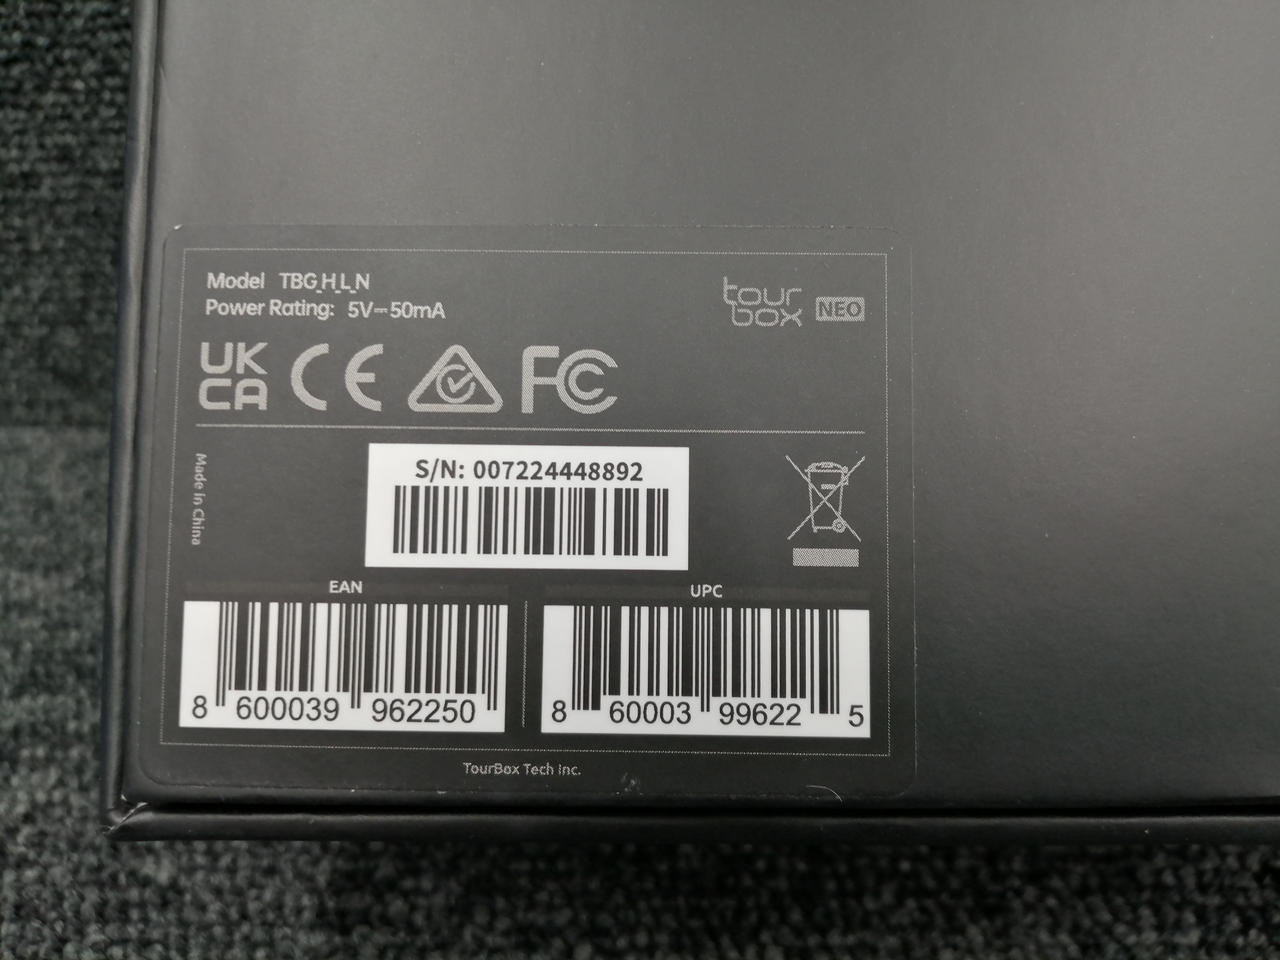 Model TBG_H_L_N
Power Rating: 5V⎓50mA
tour
box NEO
UK
CA CE FC
Made in China
S/N: 007224448892
EAN
8 600039 962250
UPC
8 60003 99622 5
TourBox Tech Inc.